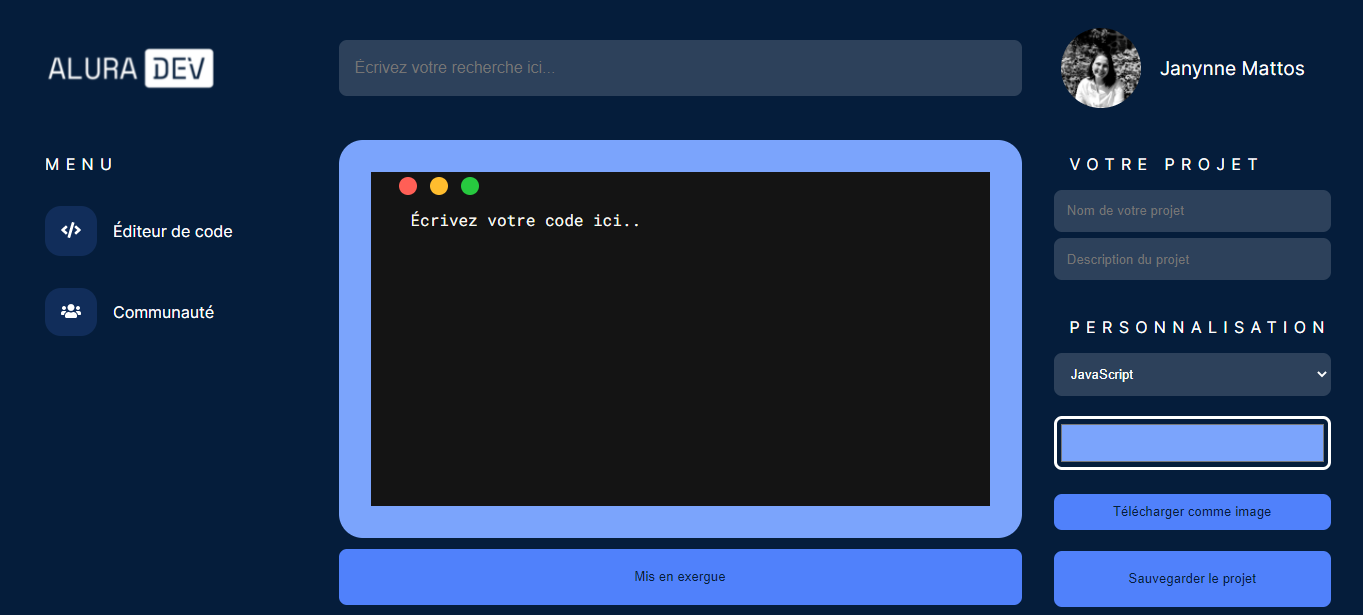 ALURA DEV
Écrivez votre recherche ici...
Janynne Mattos
MENU
Éditeur de code
Communauté
Écrivez votre code ici..
Mis en exergue
VOTRE PROJET
Nom de votre projet
Description du projet
PERSONNALISATION
JavaScript
Télécharger comme image
Sauvegarder le projet